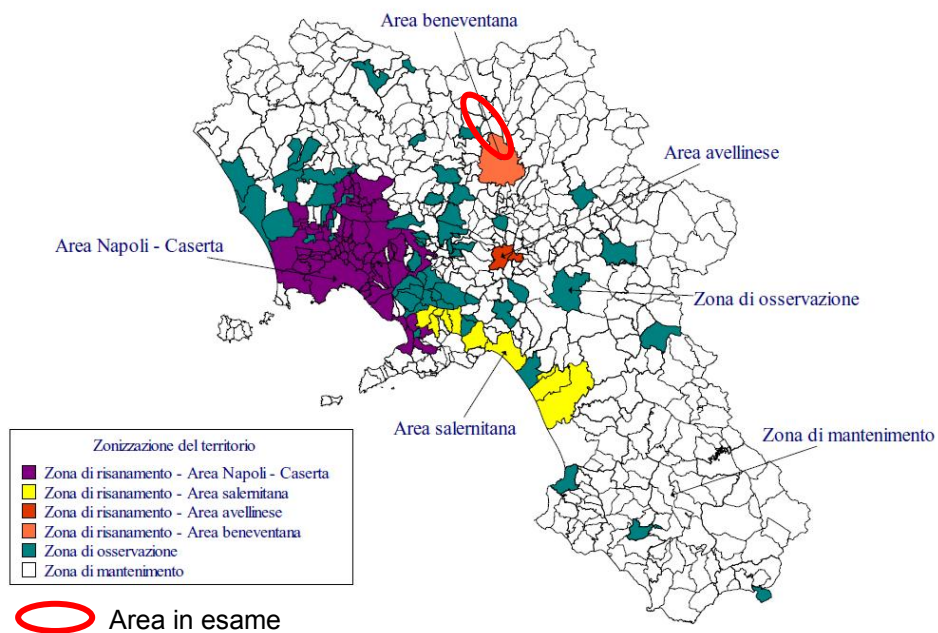 Area beneventana
Area avellinese
Area Napoli - Caserta
Zona di osservazione
Area salernitana
Zona di mantenimento
Zonizzazione del territorio
Zona di risanamento - Area Napoli - Caserta
Zona di risanamento - Area salernitana
Zona di risanamento - Area avellinese
Zona di risanamento - Area beneventana
Zona di osservazione
Zona di mantenimento
Area in esame